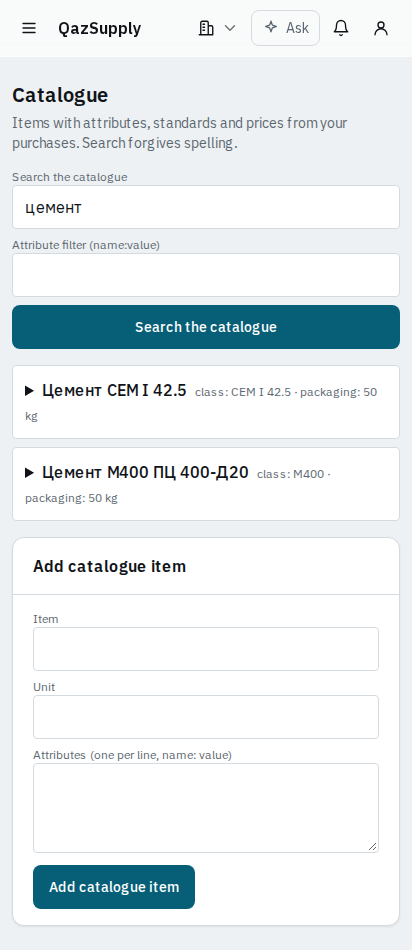 QazSupply
Ask
Catalogue
Items with attributes, standards and prices from your
purchases. Search forgives spelling.
Search the catalogue
цемент
Attribute filter (name:value)
Search the catalogue
Цемент CEM I 42.5 class: CEM I 42.5 · packaging: 50
kg
Цемент М400 ПЦ 400-Д20 class: M400 ·
packaging: 50 kg
Add catalogue item
Item
Unit
Attributes (one per line, name: value)
Add catalogue item